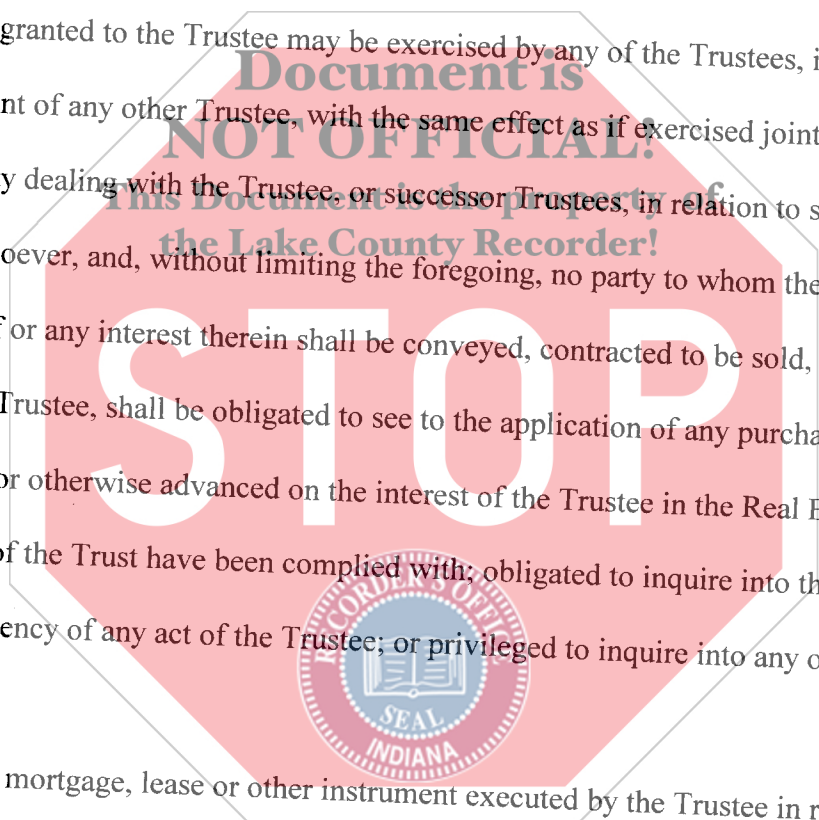 granted to the Trustee may be exercised by any of the Trustees, i
Document is
nt of any other Trustee, with the same effect as if exercised joint
NOT OFFICIAL!
y dealing with the Trustee, or successor Trustees, in relation to s
This Document is the property of
the Lake County Recorder!
oever, and, without limiting the foregoing, no party to whom the
f or any interest therein shall be conveyed, contracted to be sold,
STOP
Trustee, shall be obligated to see to the application of any purcha
or otherwise advanced on the interest of the Trustee in the Real E
of the Trust have been complied with; obligated to inquire into th
RECORDER'S OFFIC
ency of any act of the Trustee; or privileged to inquire into any o
SEAL
INDIANA
mortgage, lease or other instrument executed by the Trustee in r